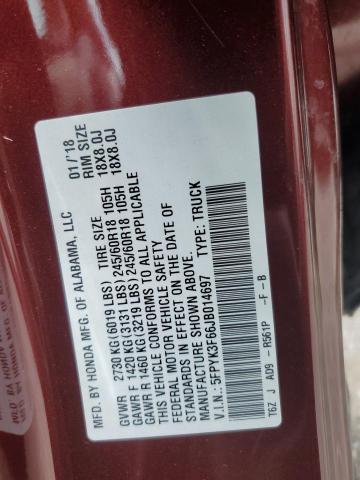 MFD. BY HONDA MFG. OF ALABAMA, LLC 01/'18
TIRE SIZE RIM SIZE
GVWR 2730 KG(6019 LBS)
GAWR F 1420 KG(3131 LBS) 245/60R18 105H 18X8.0J
GAWR R 1460 KG(3219 LBS) 245/60R18 105H 18X8.0J
THIS VEHICLE CONFORMS TO ALL APPLICABLE
FEDERAL MOTOR VEHICLE SAFETY
STANDARDS IN EFFECT ON THE DATE OF
MANUFACTURE SHOWN ABOVE.
V.I.N.: 5FPYK3F66JB014697 TYPE: TRUCK
T6Z J AD9 -R561P -F -B